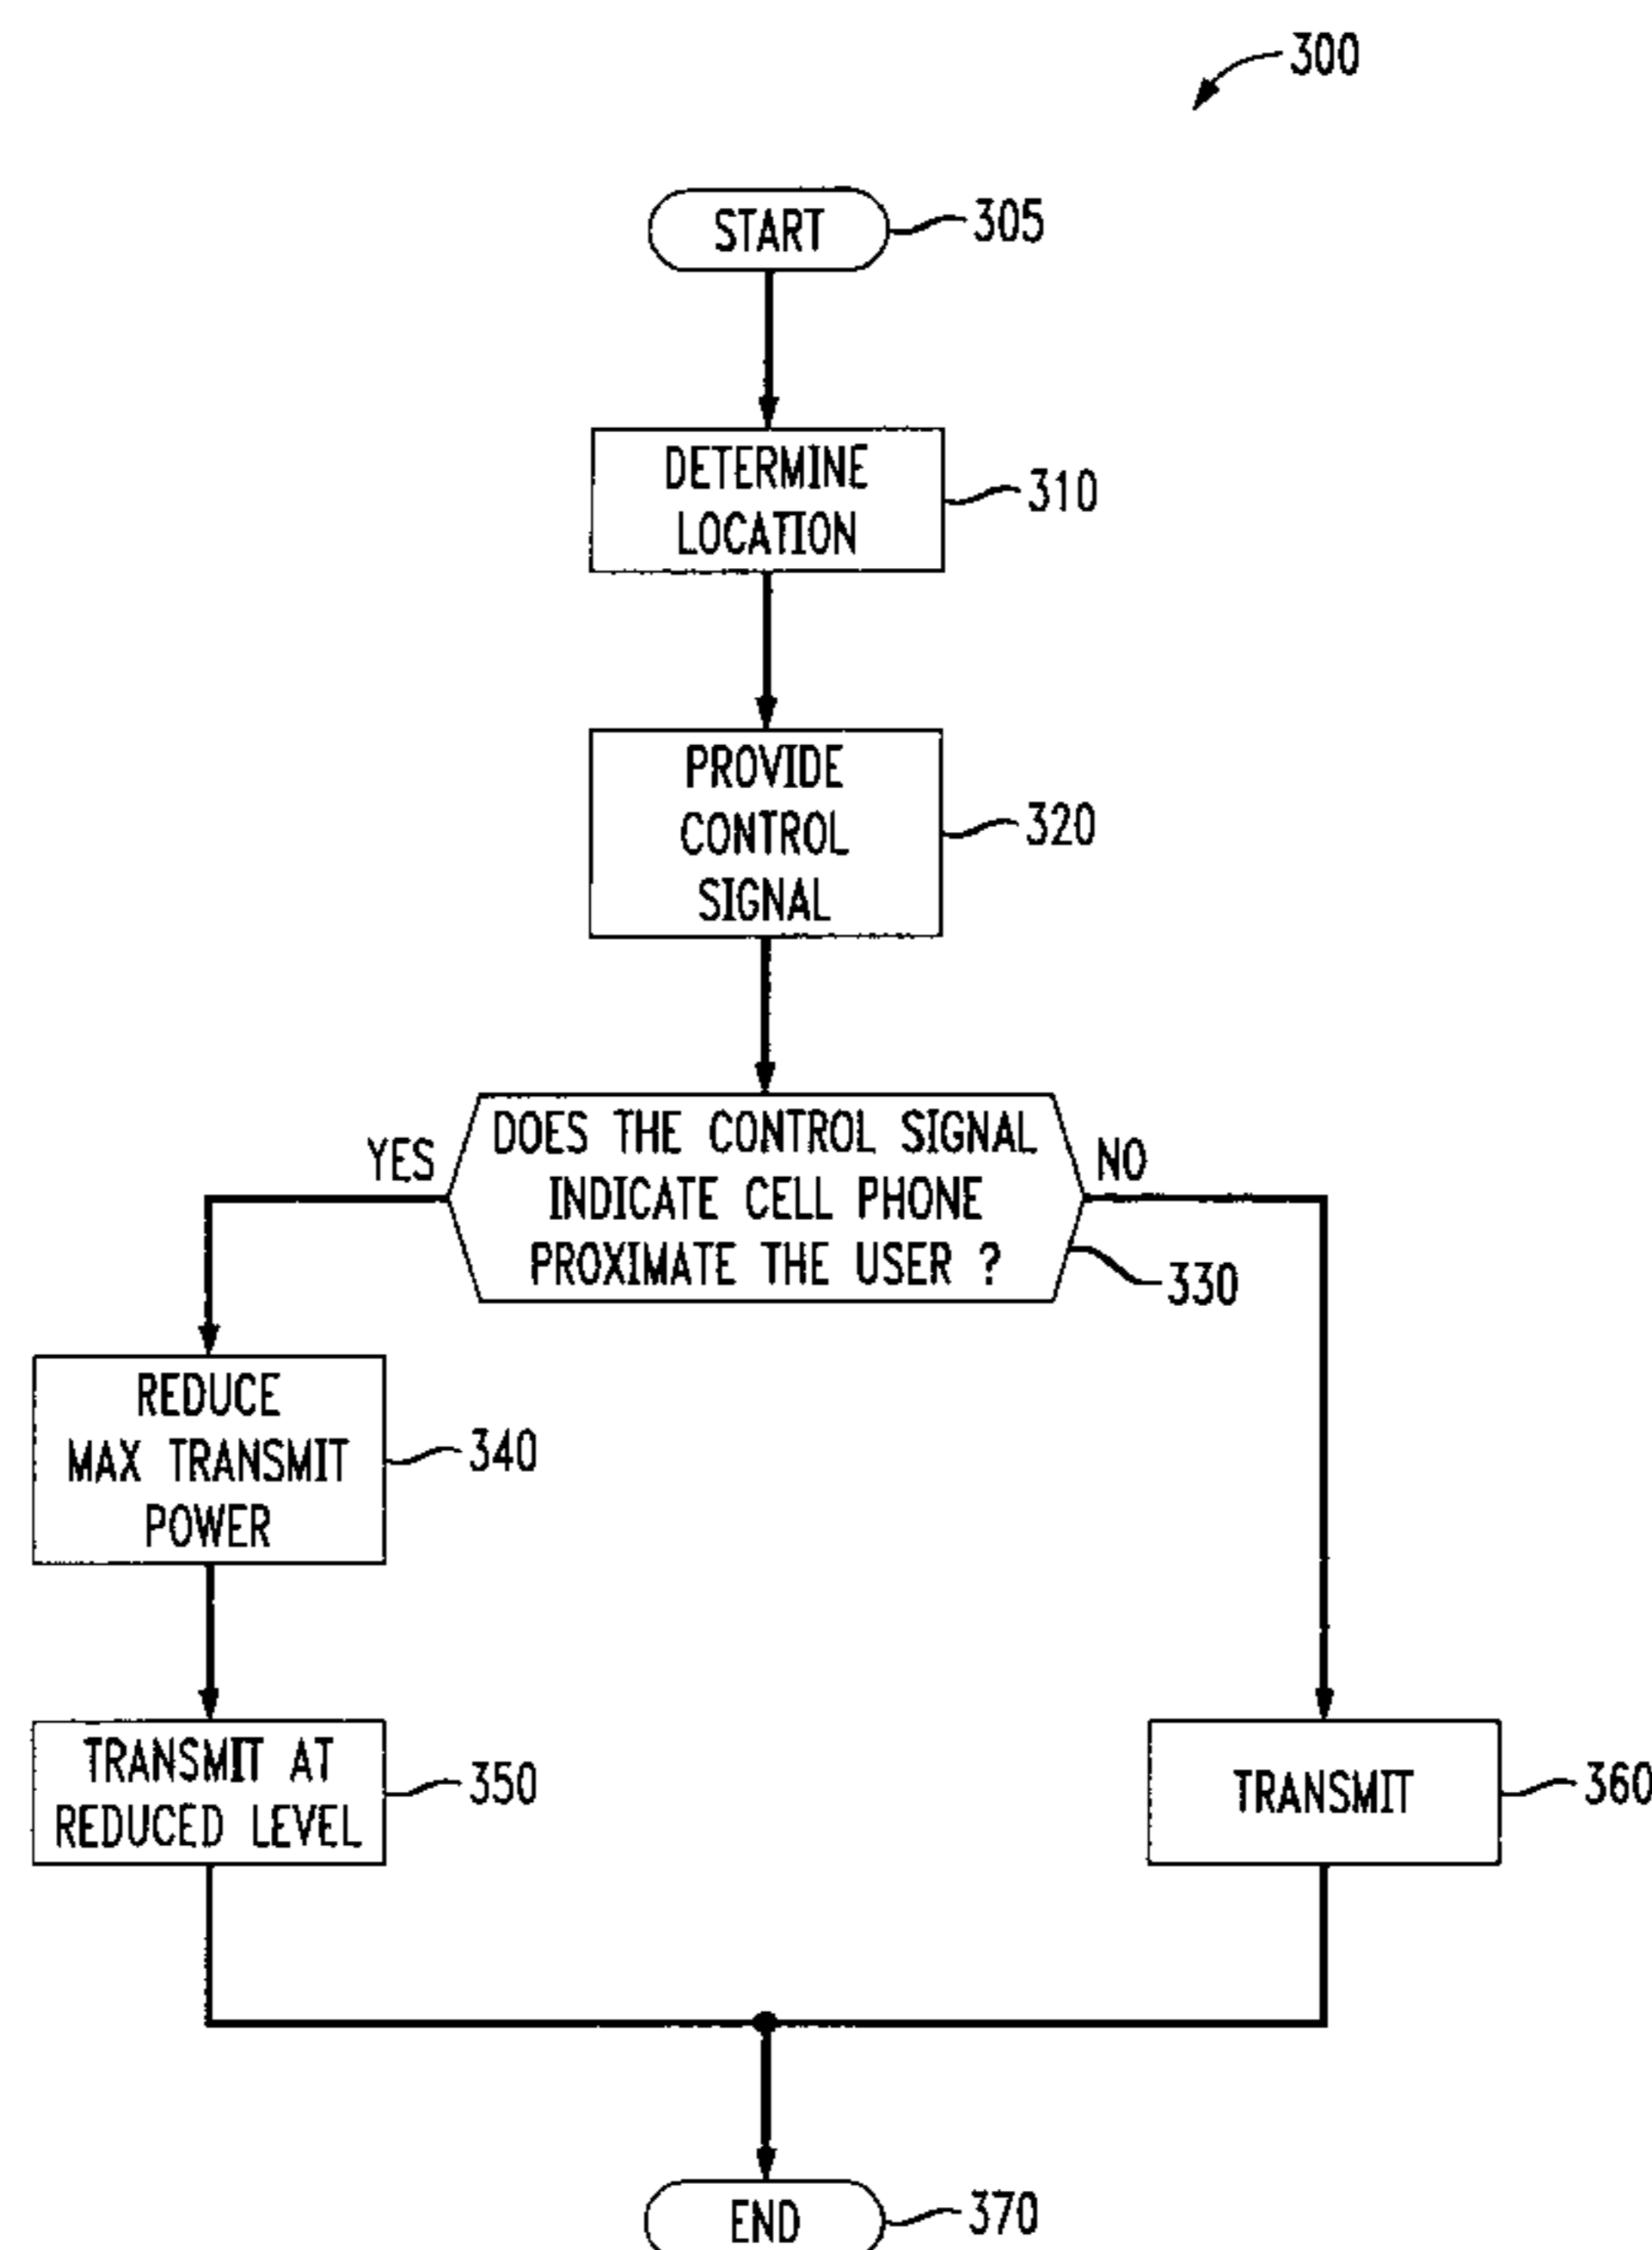 300
START
305
DETERMINE
LOCATION
310
PROVIDE
CONTROL
SIGNAL
320
DOES THE CONTROL SIGNAL
INDICATE CELL PHONE
PROXIMATE THE USER ?
330
YES
NO
REDUCE
MAX TRANSMIT
POWER
340
TRANSMIT AT
REDUCED LEVEL
350
TRANSMIT
360
END
370